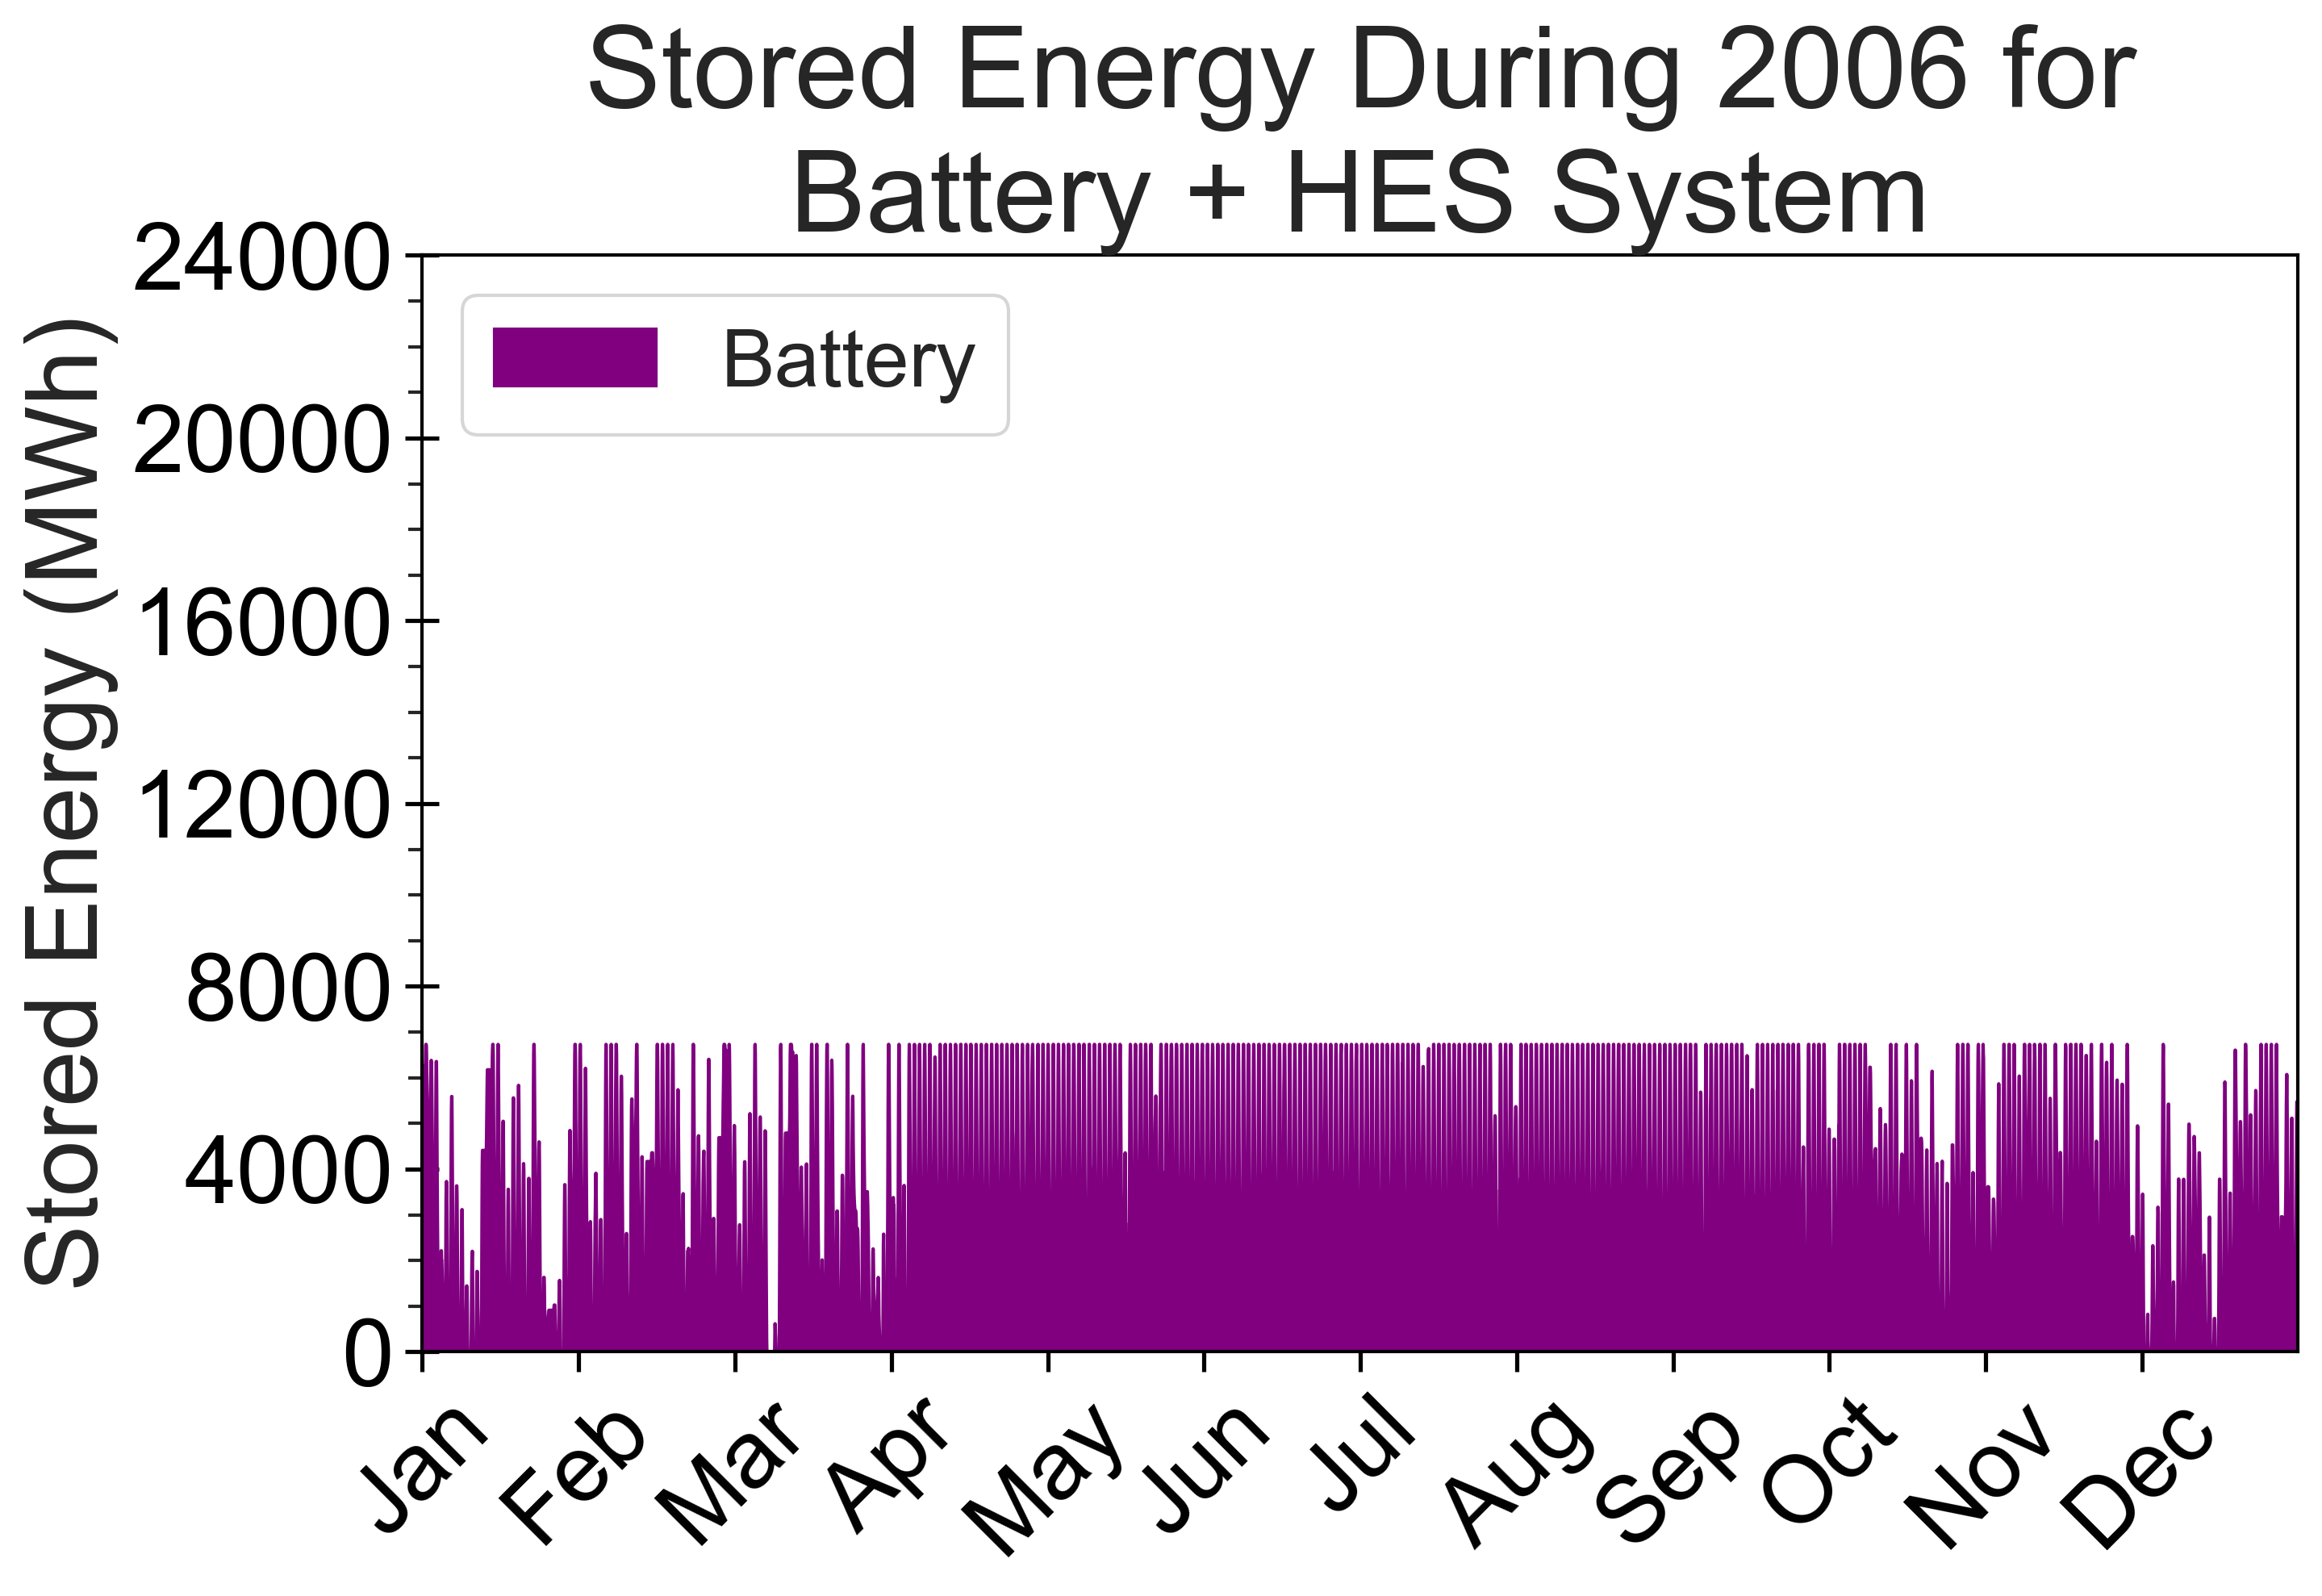 Stored Energy During 2006 for
Battery + HES System
Stored Energy (MWh)
24000
20000
16000
12000
8000
4000
0
Battery
Jan
Feb
Mar
Apr
May
Jun
Jul
Aug
Sep
Oct
Nov
Dec